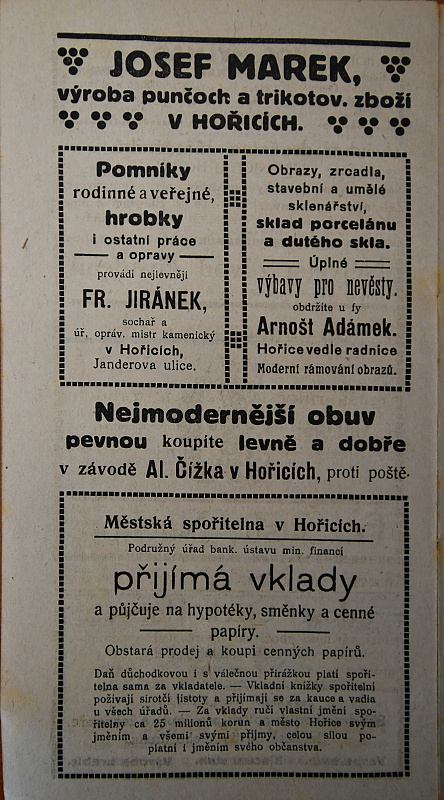 JOSEF MAREK,
výroba punčoch a trikotov. zboží
V HOŘICÍCH.
Pomníky
rodinné a veřejné,
hrobky
i ostatní práce
a opravy
provádí nejlevněji
FR. JIRÁNEK,
sochař a
úř. opráv. mistr kamenický
v Hořicích,
Janderova ulice.
Obrazy, zrcadla,
stavební a umělé
sklenářství,
sklad porcelánu
a dutého skla.
Úplné
výbavy pro nevěsty.
obdržíte u fy
Arnošt Adámek.
Hořice vedle radnice
Moderní rámování obrazů.
Nejmodernější obuv
pevnou koupíte levně a dobře
v závodě Al. Čížka v Hořicích, proti poště.
Městská spořitelna v Hořicích.
Podružný úřad bank. ústavu min. financí
přijímá vklady
a půjčuje na hypotéky, směnky a cenné
papíry.
Obstará prodej a koupi cenných papírů.
Daň důchodkovou i s válečnou přirážkou platí spoři-
telna sama za vkladatele. — Vkladní knížky spořitelní
požívají sirotčí jistoty a přijímají se za kauce a vadia
u všech úřadů. — Za vklady ručí vlastní jmění spo-
řitelny ca 25 milionů korun a město Hořice svým
jměním a všemi svými příjmy, celou silou po-
platní i jměním svého občanstva.